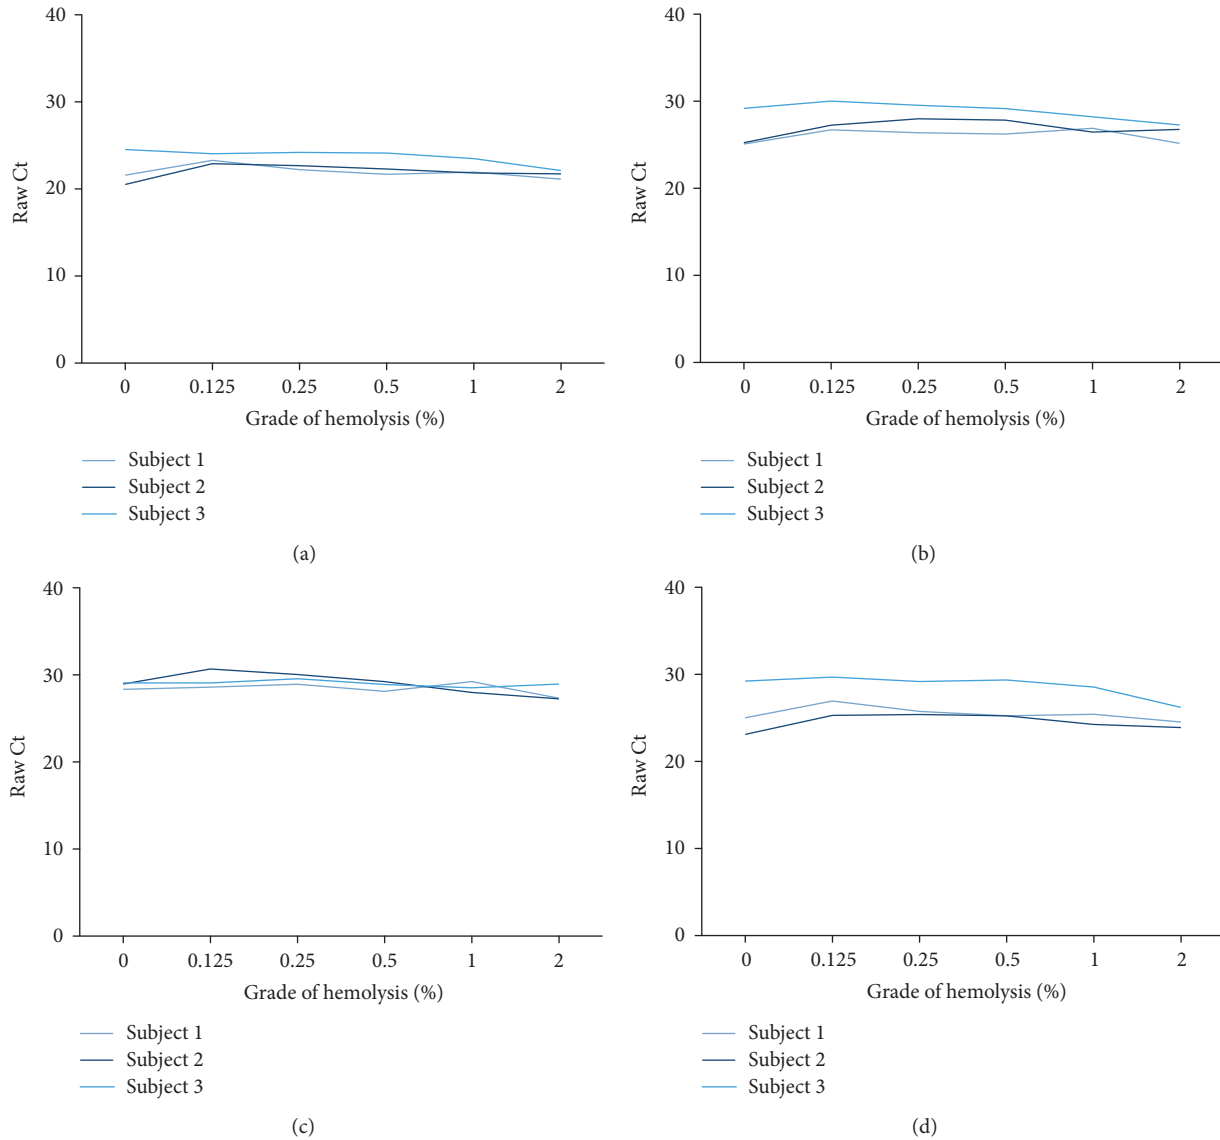 40
30
20
10
0
Raw Ct
0 0.125 0.25 0.5 1 2
Grade of hemolysis (%)
Subject 1
Subject 2
Subject 3
(a)
40
30
20
10
0
Raw Ct
0 0.125 0.25 0.5 1 2
Grade of hemolysis (%)
Subject 1
Subject 2
Subject 3
(b)
40
30
20
10
0
Raw Ct
0 0.125 0.25 0.5 1 2
Grade of hemolysis (%)
Subject 1
Subject 2
Subject 3
(c)
40
30
20
10
0
Raw Ct
0 0.125 0.25 0.5 1 2
Grade of hemolysis (%)
Subject 1
Subject 2
Subject 3
(d)